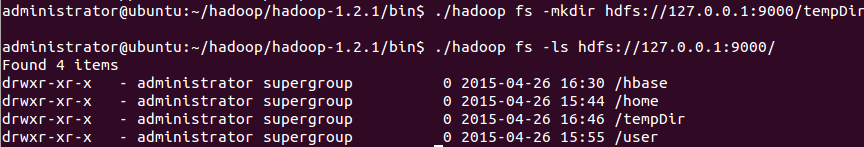 administrator@ubuntu:~/hadoop/hadoop-1.2.1/bin$ ./hadoop fs -mkdir hdfs://127.0.0.1:9000/tempDir
administrator@ubuntu:~/hadoop/hadoop-1.2.1/bin$ ./hadoop fs -ls hdfs://127.0.0.1:9000/
Found 4 items
drwxr-xr-x   - administrator supergroup          0 2015-04-26 16:30 /hbase
drwxr-xr-x   - administrator supergroup          0 2015-04-26 15:44 /home
drwxr-xr-x   - administrator supergroup          0 2015-04-26 16:46 /tempDir
drwxr-xr-x   - administrator supergroup          0 2015-04-26 15:55 /user